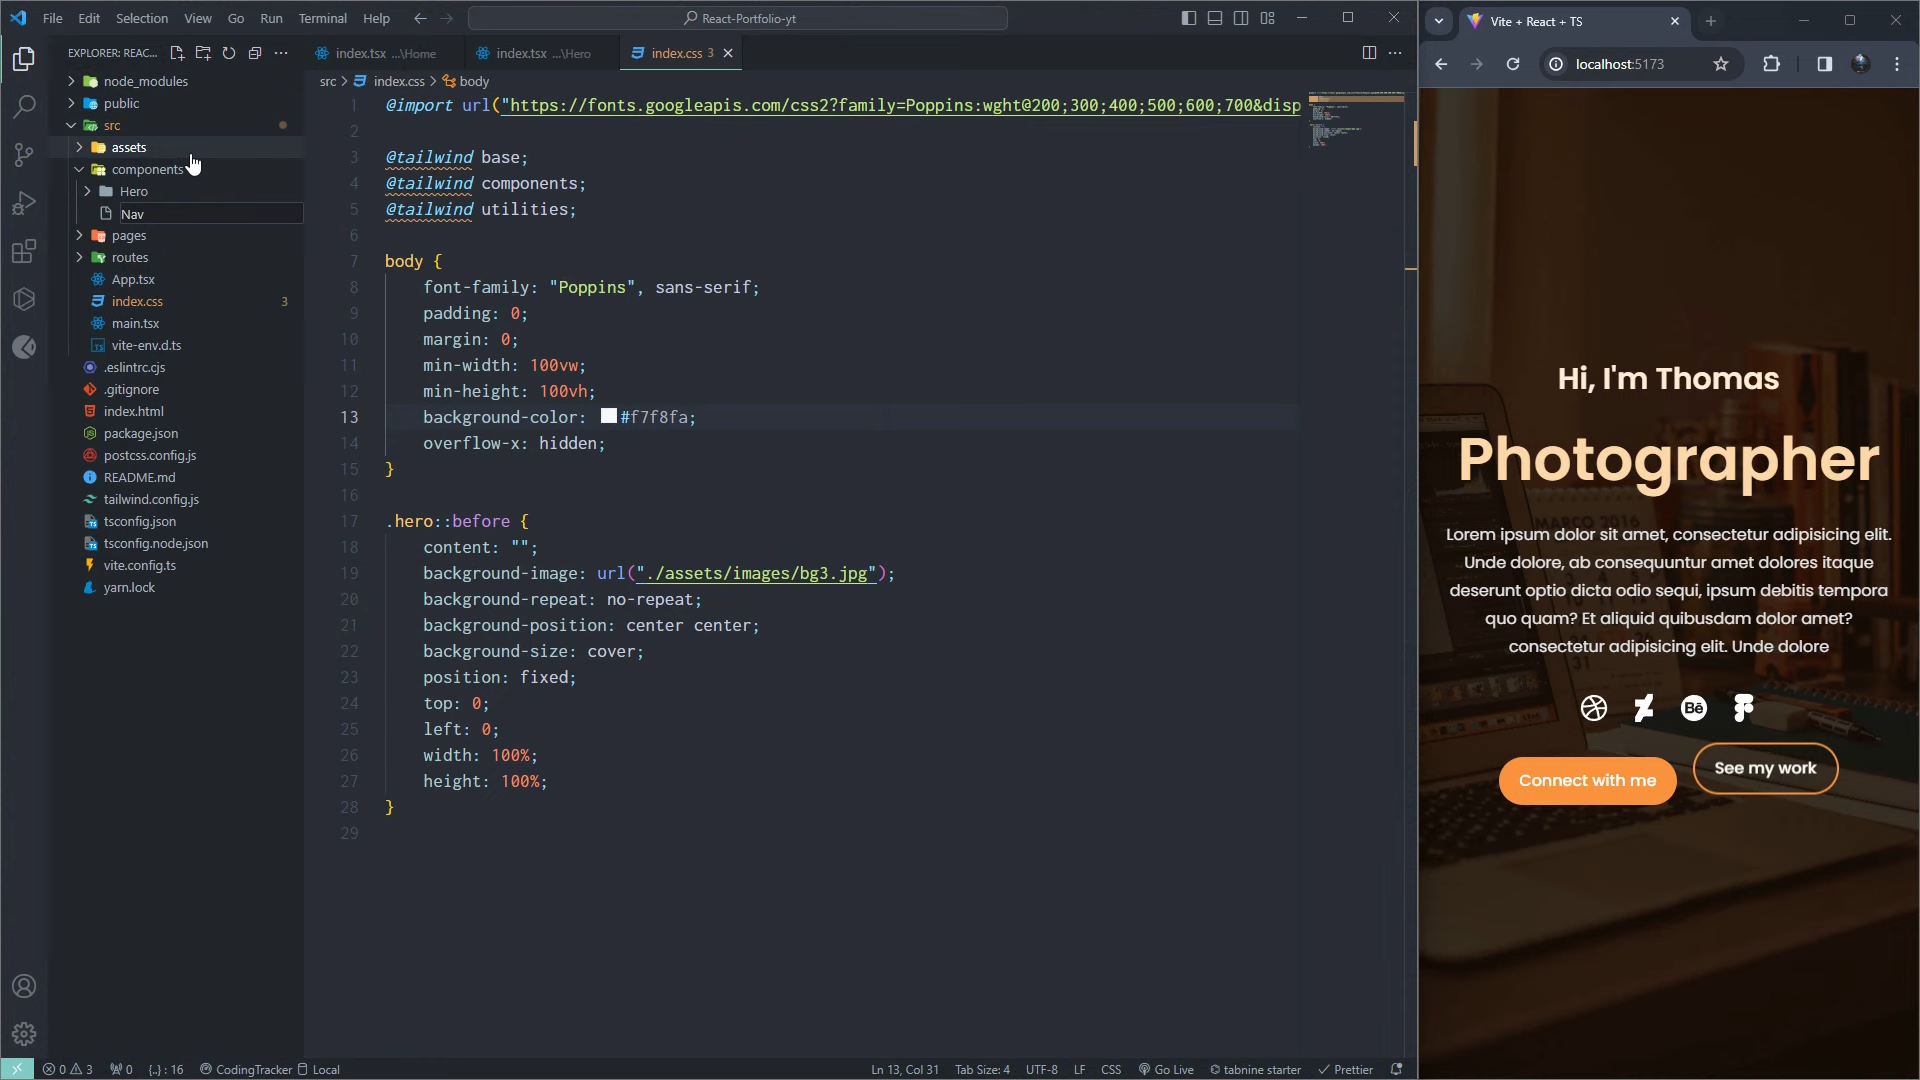 File Edit Selection View Go Run Terminal Help
React-Portfolio-yt
Vite + React + TS
localhost:5173
EXPLORER: REAC...
index.tsx ...\Home
index.tsx ...\Hero
index.css 3
src > index.css > body
node_modules
public
src
assets
components
Hero
Nav
pages
routes
App.tsx
index.css 3
main.tsx
vite-env.d.ts
.eslintrc.cjs
.gitignore
index.html
package.json
postcss.config.js
README.md
tailwind.config.js
tsconfig.json
tsconfig.node.json
vite.config.ts
yarn.lock
1 @import url("https://fonts.googleapis.com/css2?family=Poppins:wght@200;300;400;500;600;700&disp
2
3 @tailwind base;
4 @tailwind components;
5 @tailwind utilities;
6
7 body {
8 font-family: "Poppins", sans-serif;
9 padding: 0;
10 margin: 0;
11 min-width: 100vw;
12 min-height: 100vh;
13 background-color: #f7f8fa;
14 overflow-x: hidden;
15 }
16
17 .hero::before {
18 content: "";
19 background-image: url("./assets/images/bg3.jpg");
20 background-repeat: no-repeat;
21 background-position: center center;
22 background-size: cover;
23 position: fixed;
24 top: 0;
25 left: 0;
26 width: 100%;
27 height: 100%;
28 }
29
Hi, I'm Thomas
Photographer
Lorem ipsum dolor sit amet, consectetur adipisicing elit.
Unde dolore, ab consequuntur amet dolores itaque
deserunt optio dicta odio sequi, ipsum debitis tempora
quo quam? Et aliquid quibusdam dolor amet?
consectetur adipisicing elit. Unde dolore
Connect with me
See my work
0 3 0 {..} : 16 CodingTracker Local
Ln 13, Col 31 Tab Size: 4 UTF-8 LF CSS Go Live tabnine starter Prettier